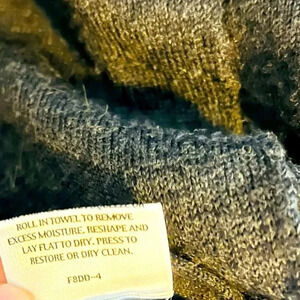 ROLL IN TOWEL TO REMOVE
EXCESS MOISTURE. RESHAPE AND
LAY FLAT TO DRY. PRESS TO
RESTORE OR DRY CLEAN.
F8DD-4